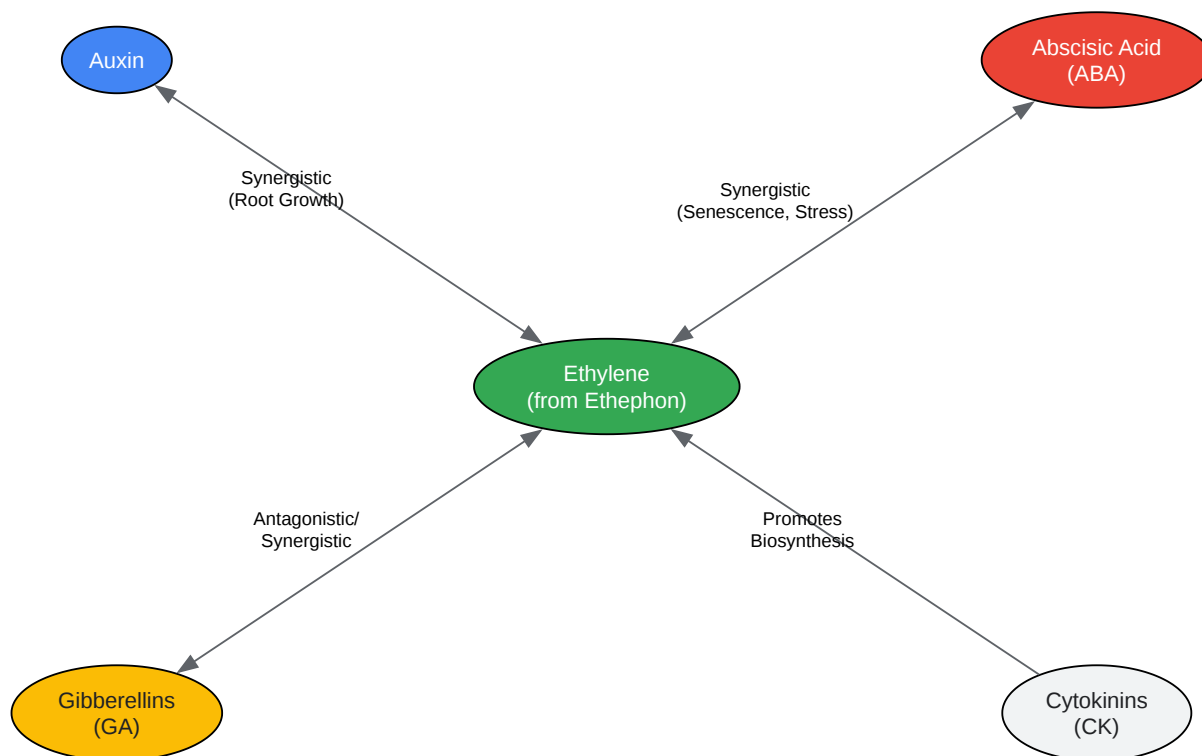 Auxin
Abscisic Acid
(ABA)
Synergistic
(Root Growth)
Synergistic
(Senescence, Stress)
Ethylene
(from Ethephon)
Antagonistic/
Synergistic
Promotes
Biosynthesis
Gibberellins
(GA)
Cytokinins
(CK)